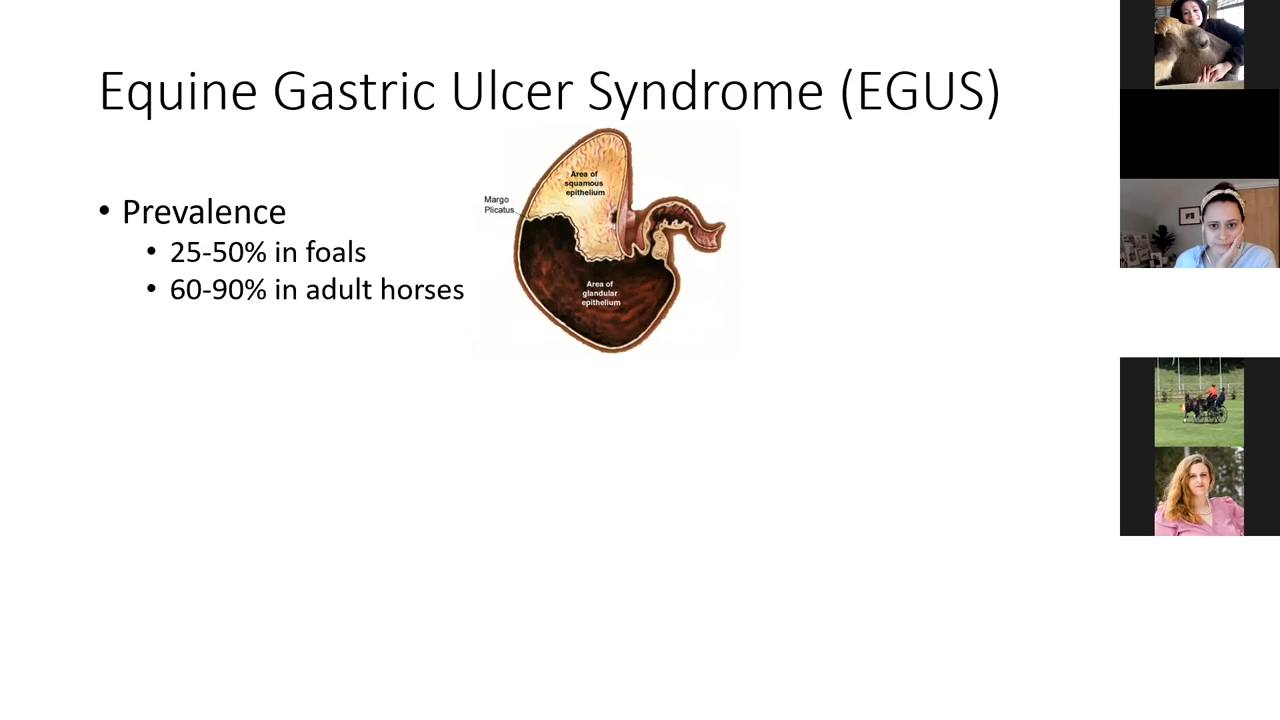 Equine Gastric Ulcer Syndrome (EGUS)
• Prevalence
• 25-50% in foals
• 60-90% in adult horses
Margo
Plicatus
Area of
squamous
epithelium
Area of
glandular
epithelium